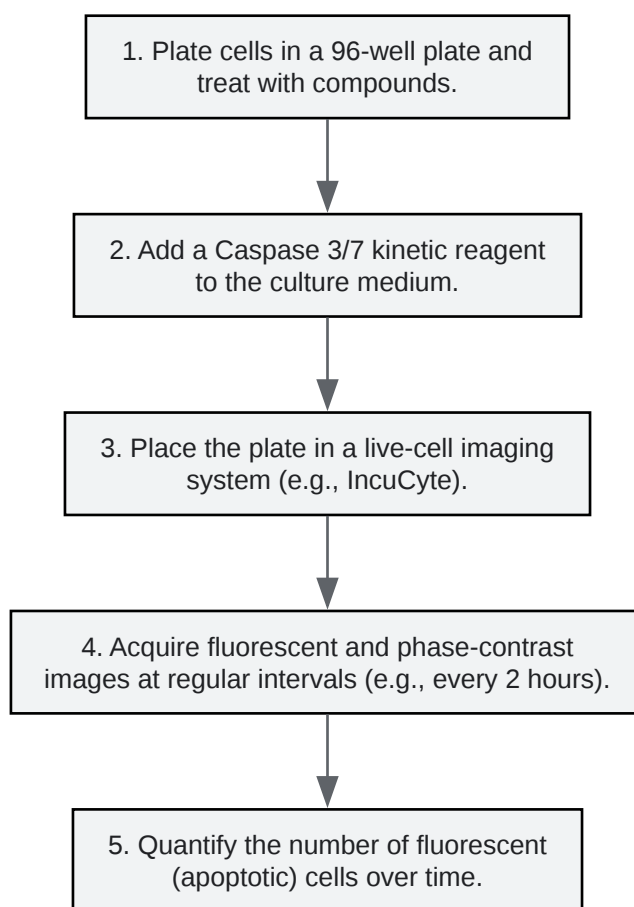 1. Plate cells in a 96-well plate and
treat with compounds.
2. Add a Caspase 3/7 kinetic reagent
to the culture medium.
3. Place the plate in a live-cell imaging
system (e.g., IncuCyte).
4. Acquire fluorescent and phase-contrast
images at regular intervals (e.g., every 2 hours).
5. Quantify the number of fluorescent
(apoptotic) cells over time.